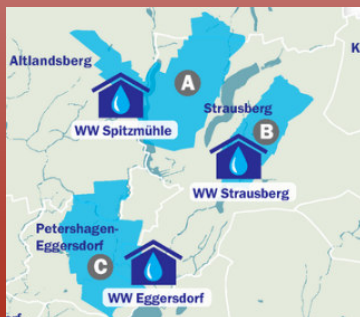 Altlandsberg
K
A
WW Spitzmühle
Strausberg
B
WW Strausberg
Petershagen-
Eggersdorf
C
WW Eggersdorf